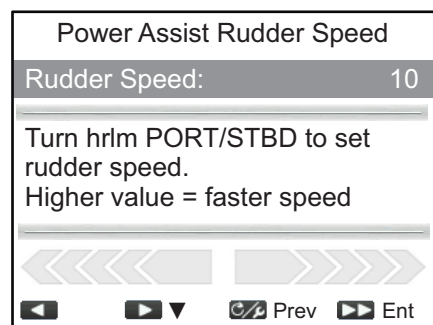 Power Assist Rudder Speed
Rudder Speed: 10
Turn hrlm PORT/STBD to set
rudder speed.
Higher value = faster speed
Prev Ent